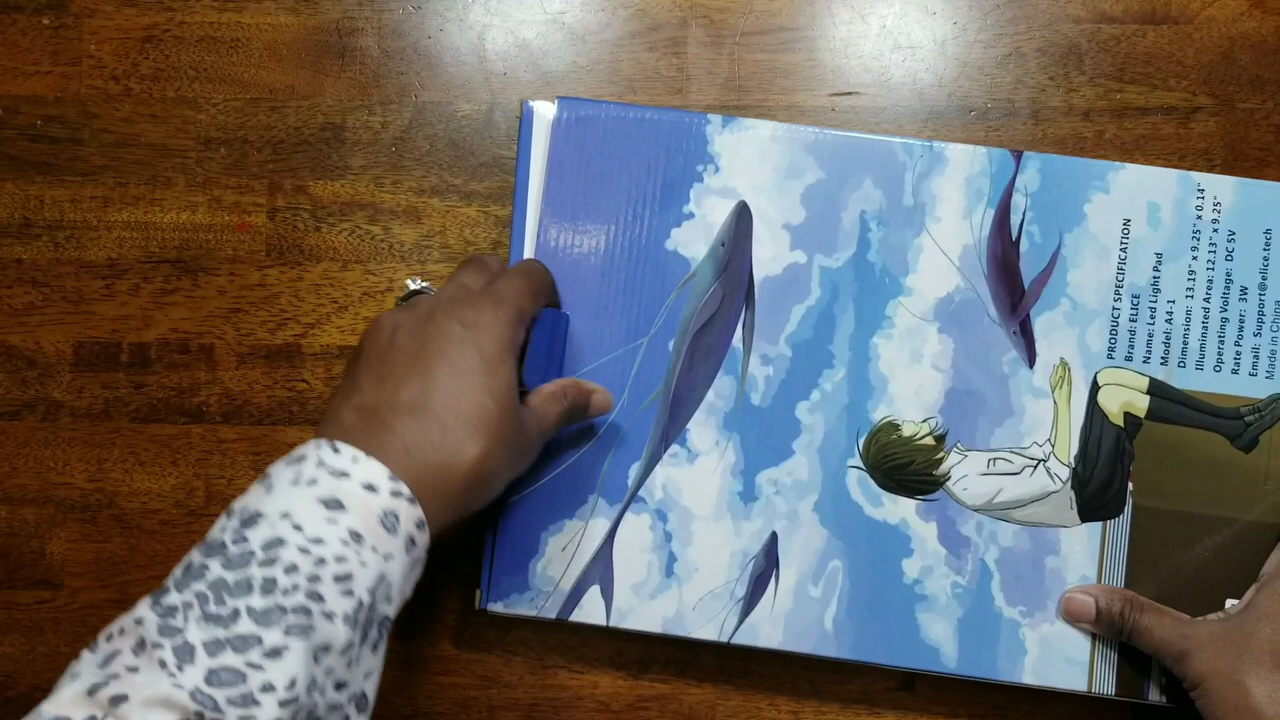 PRODUCT SPECIFICATION
Brand: ELICE
Name: Led Light Pad
Model: A4-1
Dimension: 13.19" x 9.25" x 0.14"
Illuminated Area: 12.13" x 9.25"
Operating Voltage: DC 5V
Rate Power: 3W
Email: Support@elice.tech
Made in China